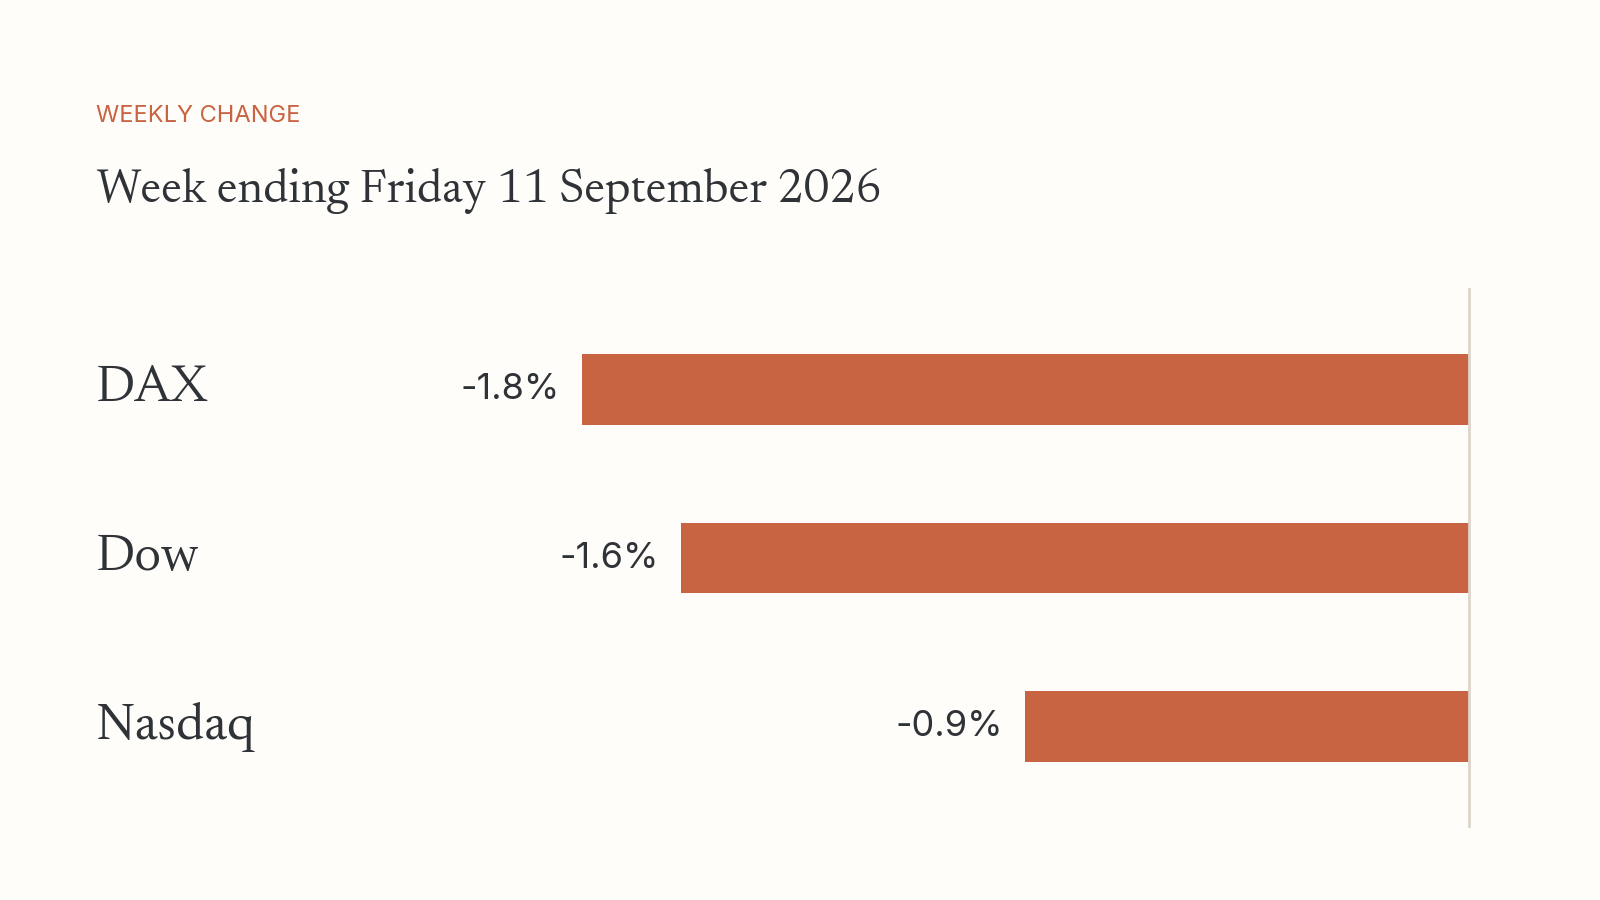 WEEKLY CHANGE
Week ending Friday 11 September 2026
DAX -1.8%
Dow -1.6%
Nasdaq -0.9%